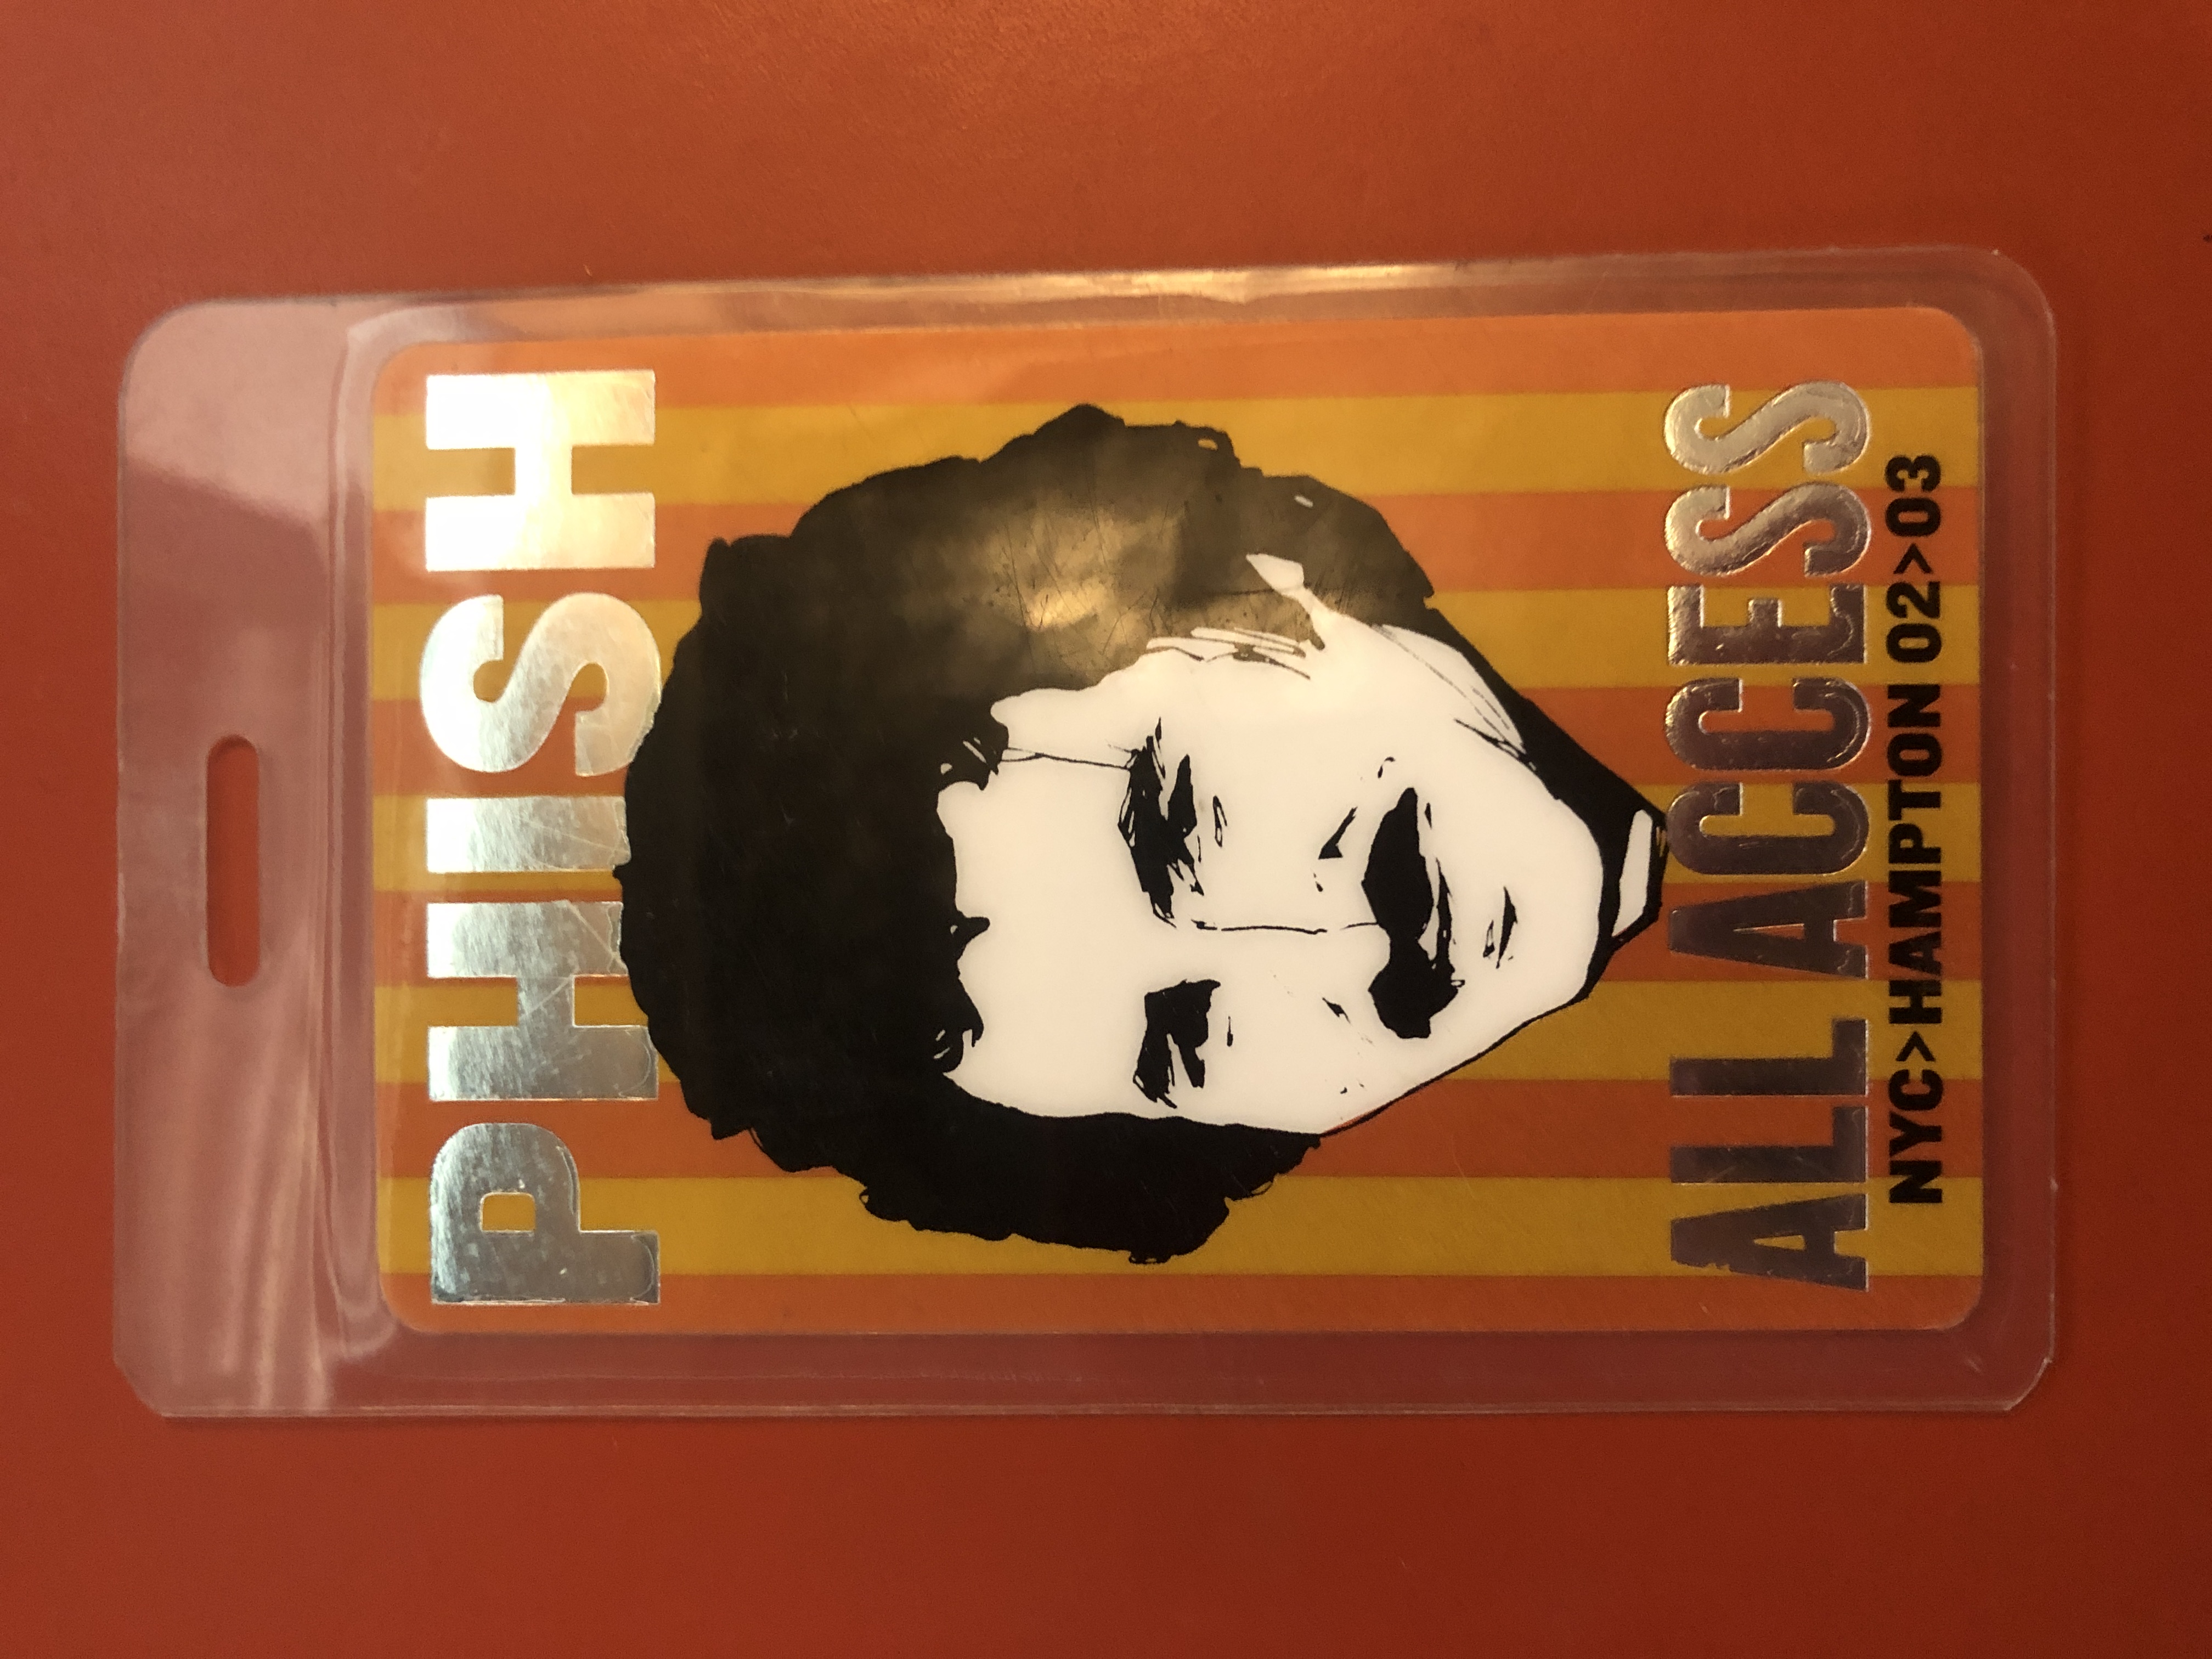 PHISH
ALL ACCESS
NYC>HAMPTON 02>03